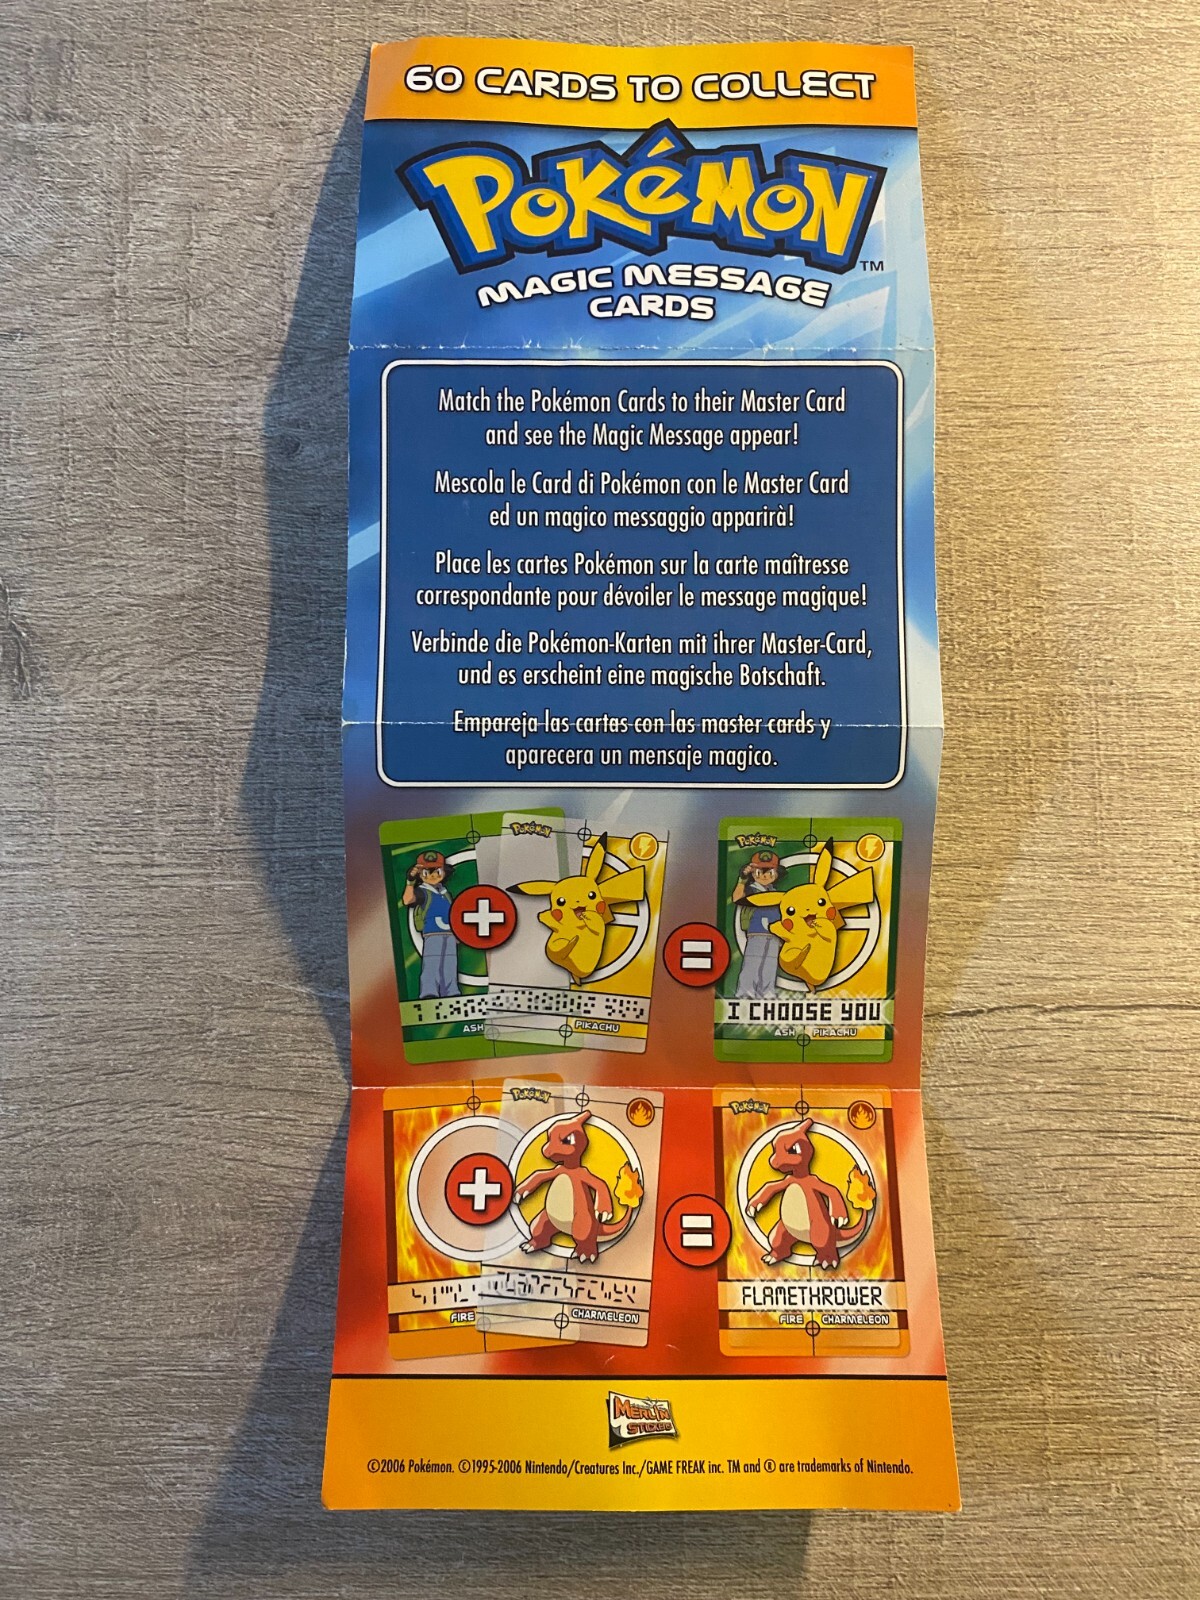 60 CARDS TO COLLECT
POKéMON
TM
MAGIC MESSAGE
CARDS
Match the Pokémon Cards to their Master Card
and see the Magic Message appear!
Mescola le Card di Pokémon con le Master Card
ed un magico messaggio apparirà!
Place les cartes Pokémon sur la carte maîtresse
correspondante pour dévoiler le message magique!
Verbinde die Pokémon-Karten mit ihrer Master-Card,
und es erscheint eine magische Botschaft.
Empareja las cartas con las master cards y
aparecera un mensaje magico.
POKéMON
POKéMON
+
=
I CHOOSE YOU
ASH
PIKACHU
ASH PIKACHU
POKéMON
POKéMON
+
=
FLAMETHROWER
FIRE
CHARMELEON
FIRE CHARMELEON
MERLIN
©2006 Pokémon. ©1995-2006 Nintendo/Creatures Inc./GAME FREAK inc. TM and ® are trademarks of Nintendo.